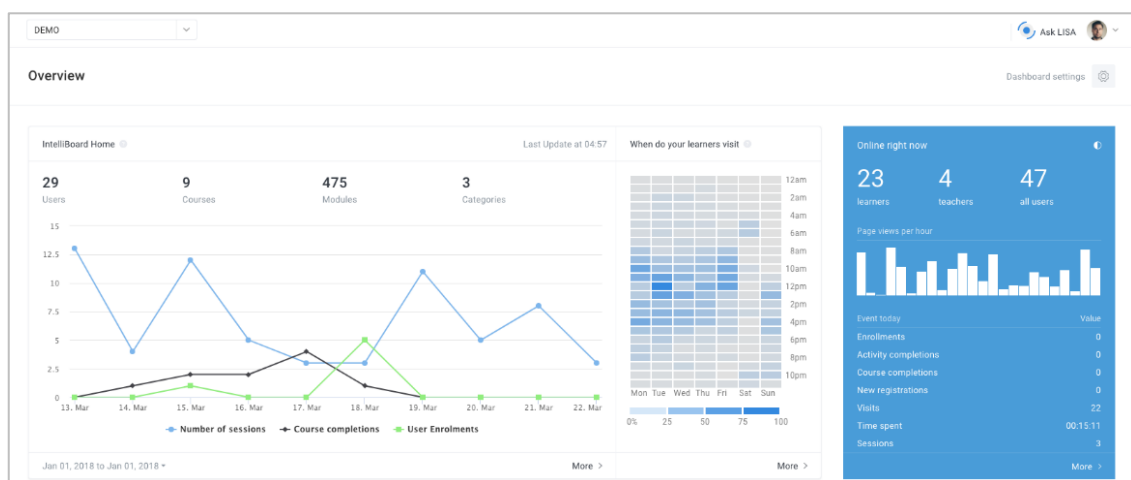 DEMO
Ask LISA
Overview
Dashboard settings
IntelliBoard Home
Last Update at 04:57
29
Users
9
Courses
475
Modules
3
Categories
15
12.5
10
7.5
5
2.5
0
13. Mar 14. Mar 15. Mar 16. Mar 17. Mar 18. Mar 19. Mar 20. Mar 21. Mar 22. Mar
Number of sessions Course completions User Enrolments
Jan 01, 2018 to Jan 01, 2018
More >
When do your learners visit
12am
2am
4am
6am
8am
10am
12pm
2pm
4pm
6pm
8pm
10pm
Mon Tue Wed Thu Fri Sat Sun
0% 25 50 75 100
More >
Online right now
23
learners
4
teachers
47
all users
Page views per hour
Event today Value
Enrollments 0
Activity completions 0
Course completions 0
New registrations 0
Visits 22
Time spent 00:15:11
Sessions 3
More >